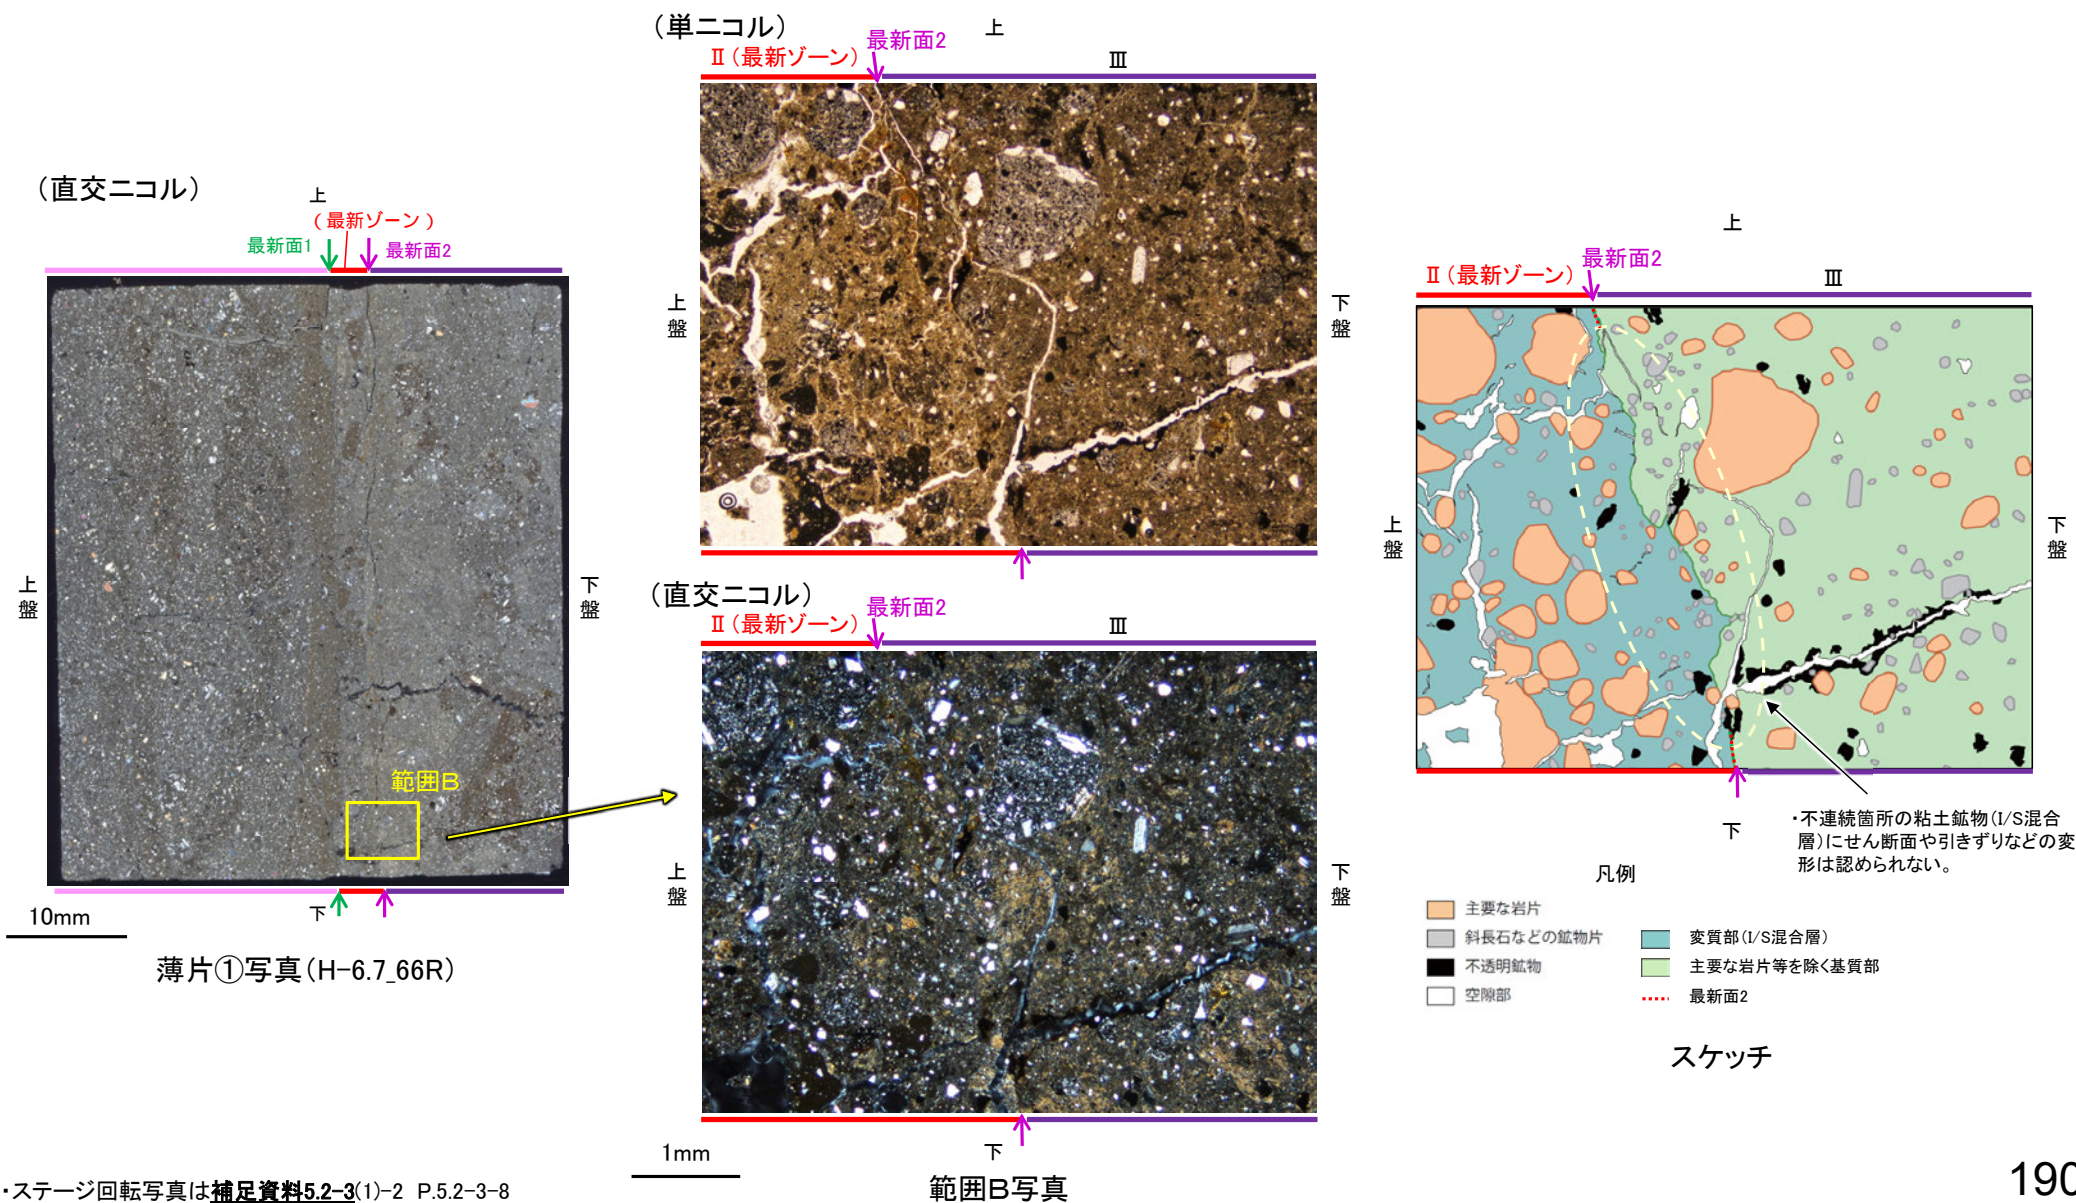 (直交ニコル)
上
(最新ゾーン)
最新面1
最新面2
上盤
下盤
範囲B
下
10mm
薄片①写真(H-6.7_66R)
(単ニコル)
上
最新面2
Ⅱ(最新ゾーン)
Ⅲ
上盤
下盤
(直交ニコル)
最新面2
Ⅱ(最新ゾーン)
Ⅲ
上盤
下盤
下
1mm
範囲B写真
上
最新面2
Ⅱ(最新ゾーン)
Ⅲ
上盤
下盤
下
・不連続箇所の粘土鉱物(I/S混合
層)にせん断面や引きずりなどの変
形は認められない。
凡例
主要な岩片
斜長石などの鉱物片
不透明鉱物
空隙部
変質部(I/S混合層)
主要な岩片等を除く基質部
最新面2
スケッチ
・ステージ回転写真は補足資料5.2-3(1)-2 P.5.2-3-8
190